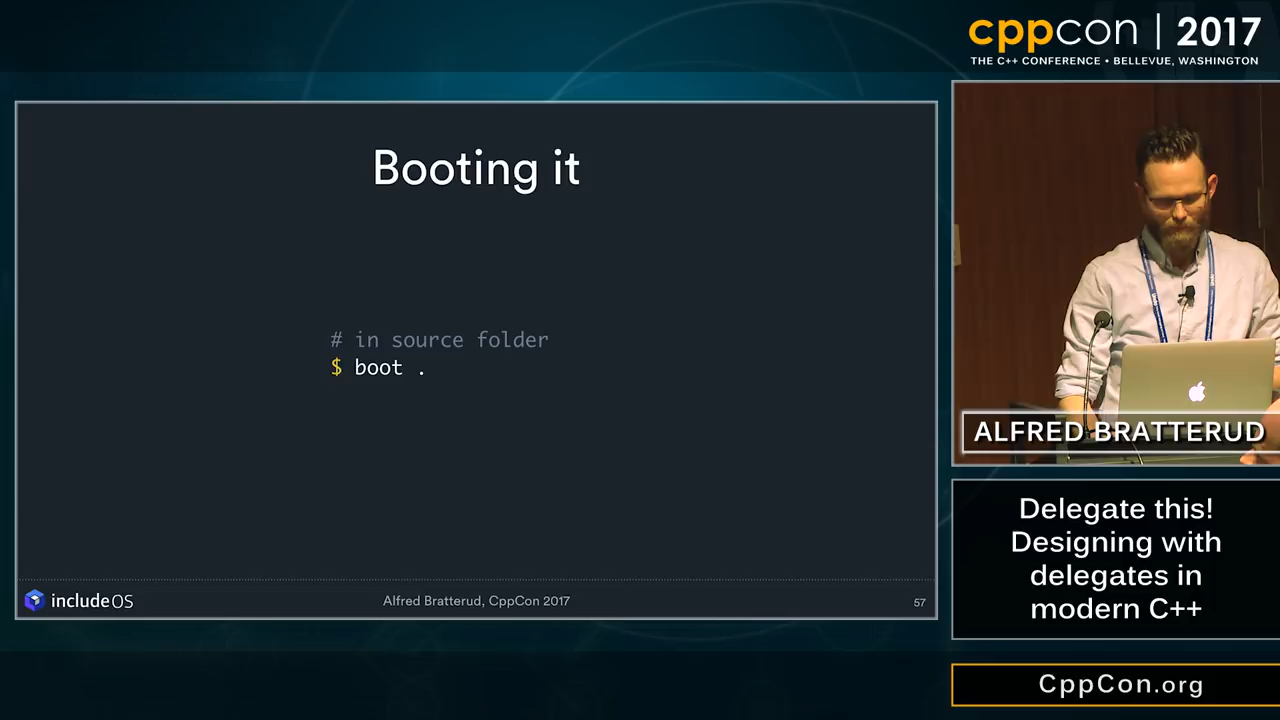 cppcon | 2017
THE C++ CONFERENCE • BELLEVUE, WASHINGTON
Booting it
# in source folder
$ boot .
includeOS
Alfred Bratterud, CppCon 2017
57
ALFRED BRATTERUD
Delegate this!
Designing with
delegates in
modern C++
CppCon.org